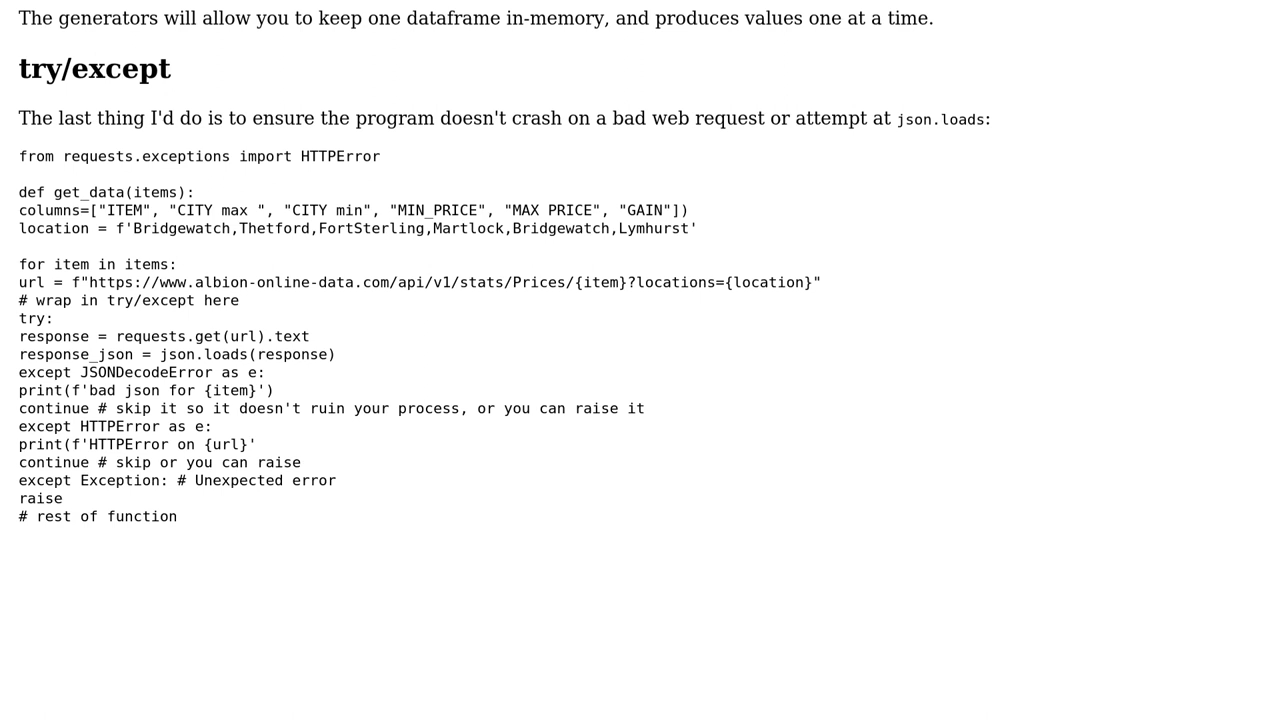 The generators will allow you to keep one dataframe in-memory, and produces values one at a time.
try/except
The last thing I'd do is to ensure the program doesn't crash on a bad web request or attempt at json.loads:
from requests.exceptions import HTTPError
def get_data(items):
columns=["ITEM", "CITY max ", "CITY min", "MIN_PRICE", "MAX PRICE", "GAIN"])
location = f'Bridgewatch,Thetford,FortSterling,Martlock,Bridgewatch,Lymhurst'
for item in items:
url = f"https://www.albion-online-data.com/api/v1/stats/Prices/{item}?locations={location}"
# wrap in try/except here
try:
response = requests.get(url).text
response_json = json.loads(response)
except JSONDecodeError as e:
print(f'bad json for {item}')
continue # skip it so it doesn't ruin your process, or you can raise it
except HTTPError as e:
print(f'HTTPError on {url}'
continue # skip or you can raise
except Exception: # Unexpected error
raise
# rest of function